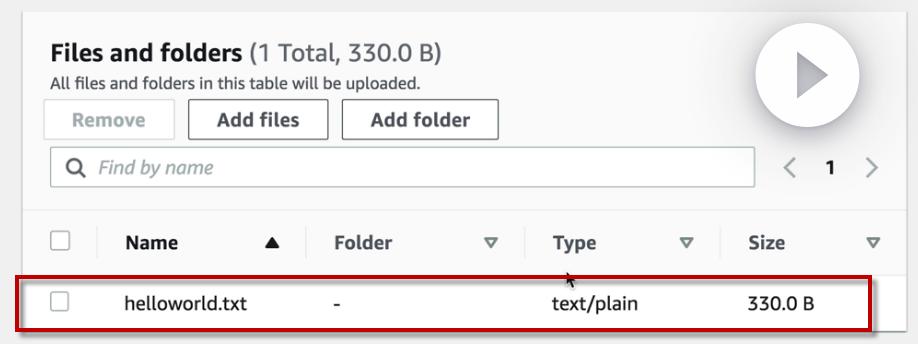 Files and folders (1 Total, 330.0 B)
All files and folders in this table will be uploaded.
Remove Add files Add folder
Find by name 1
Name Folder Type Size
helloworld.txt - text/plain 330.0 B